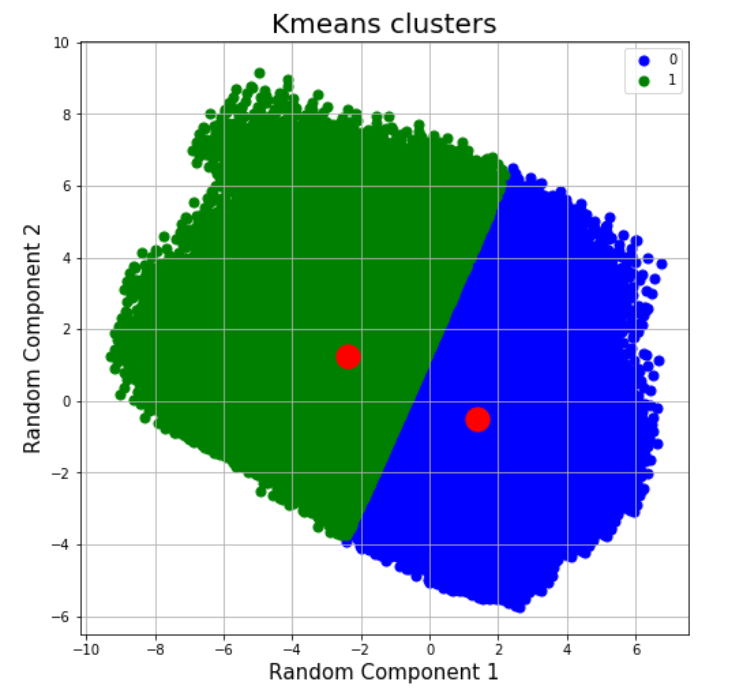 Kmeans clusters
0
1
10
8
6
4
2
0
−2
−4
−6
Random Component 2
−10 −8 −6 −4 −2 0 2 4 6
Random Component 1